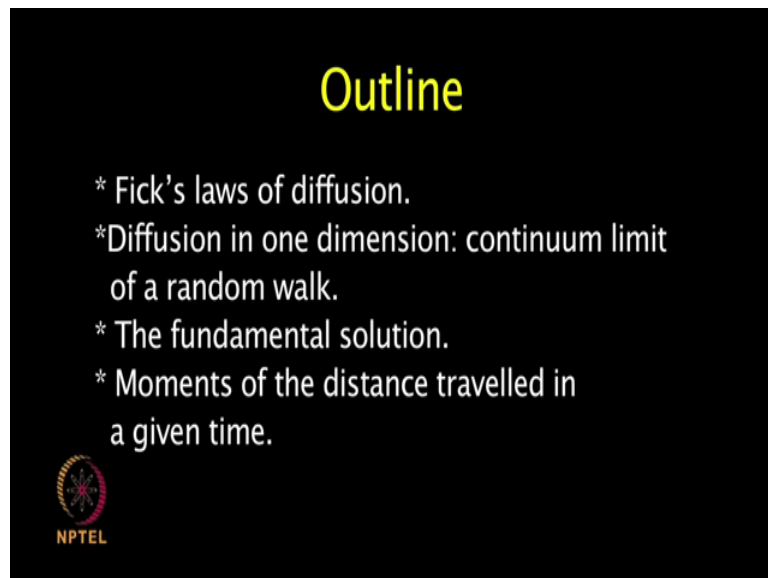 Outline
* Fick's laws of diffusion.
*Diffusion in one dimension: continuum limit
of a random walk.
* The fundamental solution.
* Moments of the distance travelled in
a given time.
NPTEL